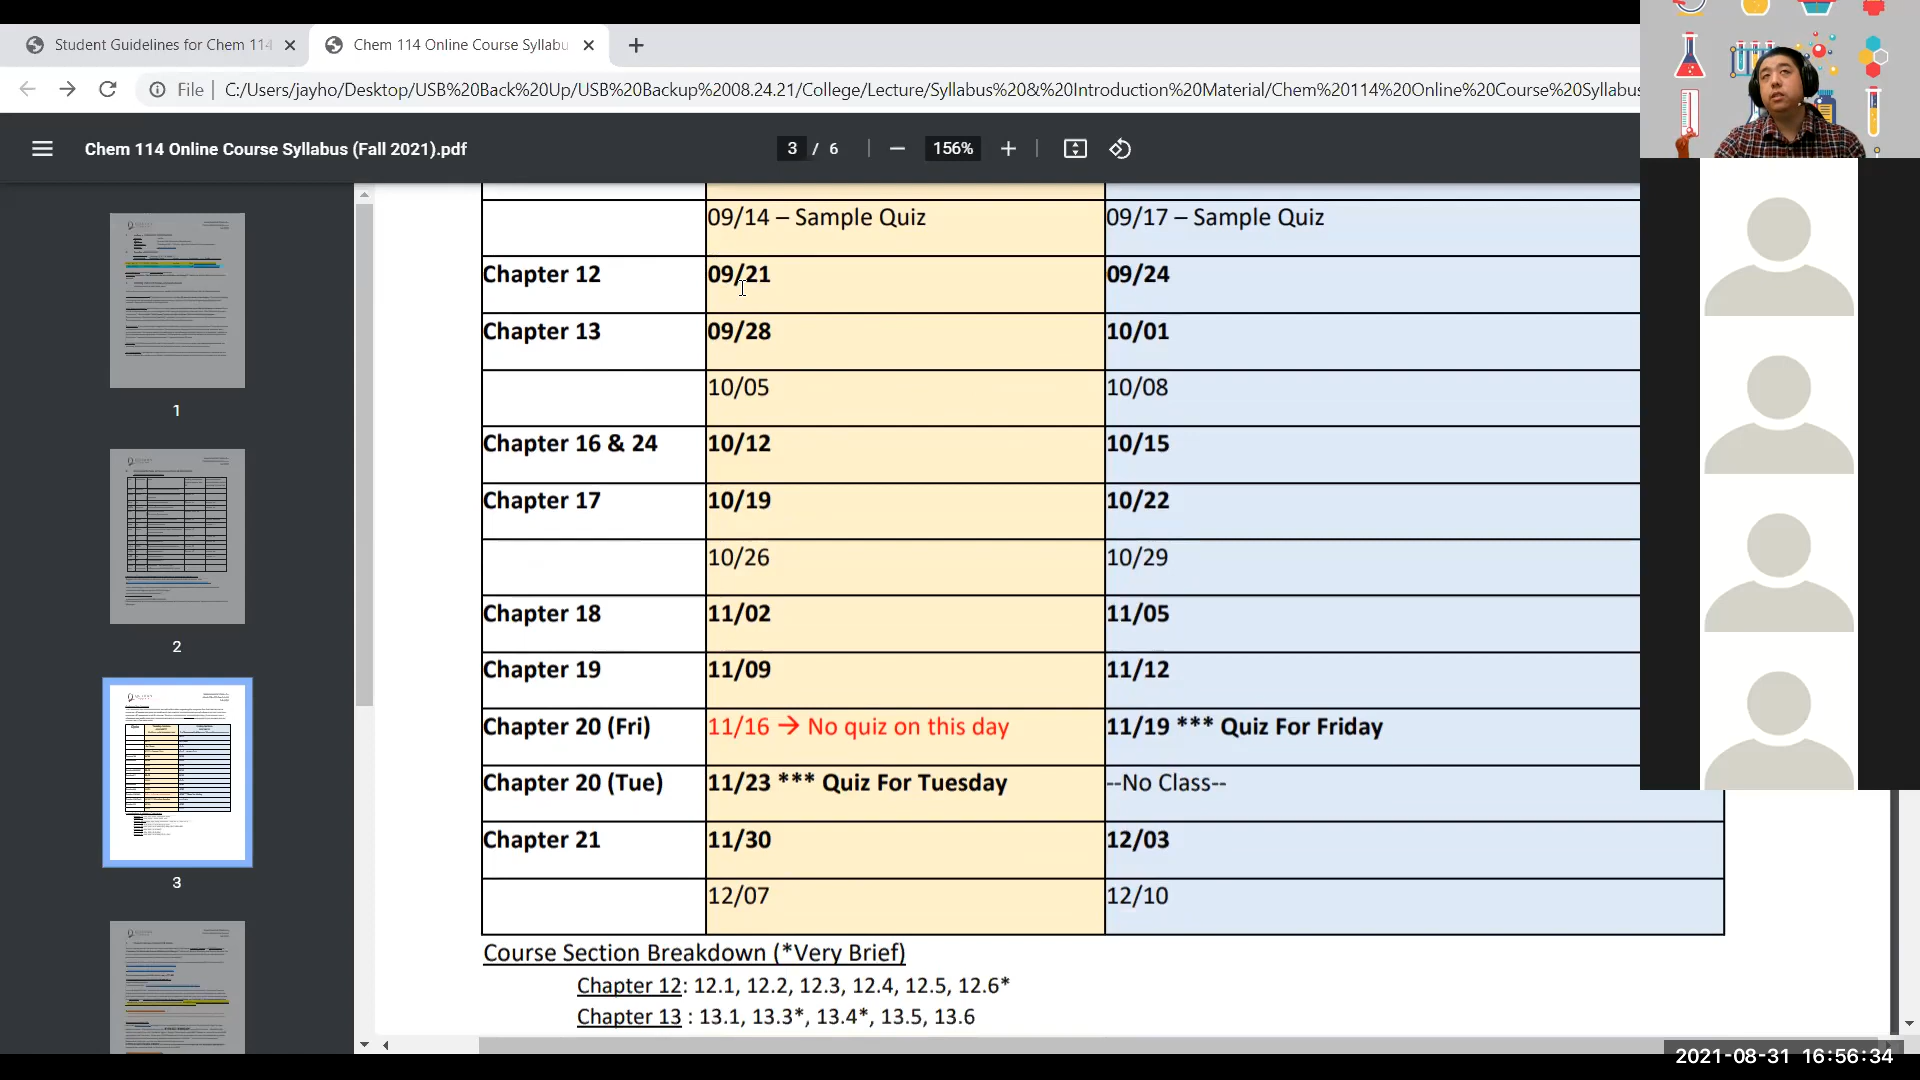 Student Guidelines for Chem 114
Chem 114 Online Course Syllabu
File
C:/Users/jayho/Desktop/USB%20Back%20Up/USB%20Backup%2008.24.21/College/Lecture/Syllabus%20&%20Introduction%20Material/Chem%20114%20Online%20Course%20Syllabus
Chem 114 Online Course Syllabus (Fall 2021).pdf
3 / 6
156%
09/14 – Sample Quiz 09/17 – Sample Quiz
Chapter 12 09/21 09/24
Chapter 13 09/28 10/01
10/05 10/08
Chapter 16 & 24 10/12 10/15
Chapter 17 10/19 10/22
10/26 10/29
Chapter 18 11/02 11/05
Chapter 19 11/09 11/12
Chapter 20 (Fri) 11/16 → No quiz on this day 11/19 *** Quiz For Friday
Chapter 20 (Tue) 11/23 *** Quiz For Tuesday --No Class--
Chapter 21 11/30 12/03
12/07 12/10
Course Section Breakdown (*Very Brief)
Chapter 12: 12.1, 12.2, 12.3, 12.4, 12.5, 12.6*
Chapter 13 : 13.1, 13.3*, 13.4*, 13.5, 13.6
1
2
3
2021-08-31 16:56:34